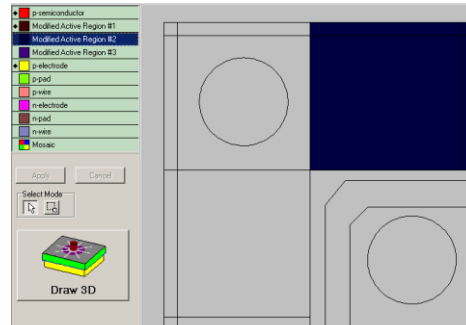 p-semiconductor
Modified Active Region #1
Modified Active Region #2
Modified Active Region #3
p-electrode
p-pad
p-wire
n-electrode
n-pad
n-wire
Mosaic
Apply
Cancel
Select Mode
Draw 3D